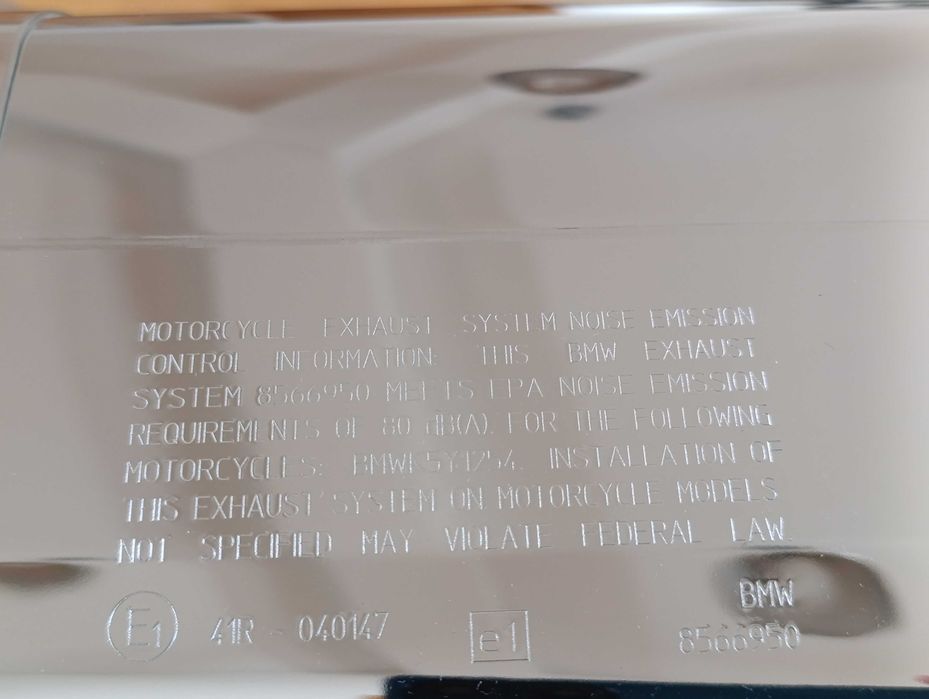 MOTORCYCLE EXHAUST SYSTEM NOISE EMISSION
CONTROL INFORMATION: THIS BMW EXHAUST
SYSTEM 8566950 MEETS EPA NOISE EMISSION
REQUIREMENTS OF 80 dB(A). FOR THE FOLLOWING
MOTORCYCLES: INSTALLATION OF
THIS EXHAUST SYSTEM ON MOTORCYCLE MODELS
NOT SPECIFIED MAY VIOLATE FEDERAL LAW.
BMW
E1 41R - 040147 e1 8566950